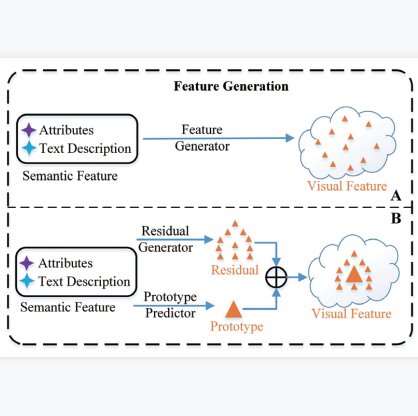 Feature Generation
Attributes
Text Description
Semantic Feature
Feature
Generator
Visual Feature
A
B
Attributes
Text Description
Semantic Feature
Residual
Generator
Prototype
Predictor
Residual
Prototype
Visual Feature